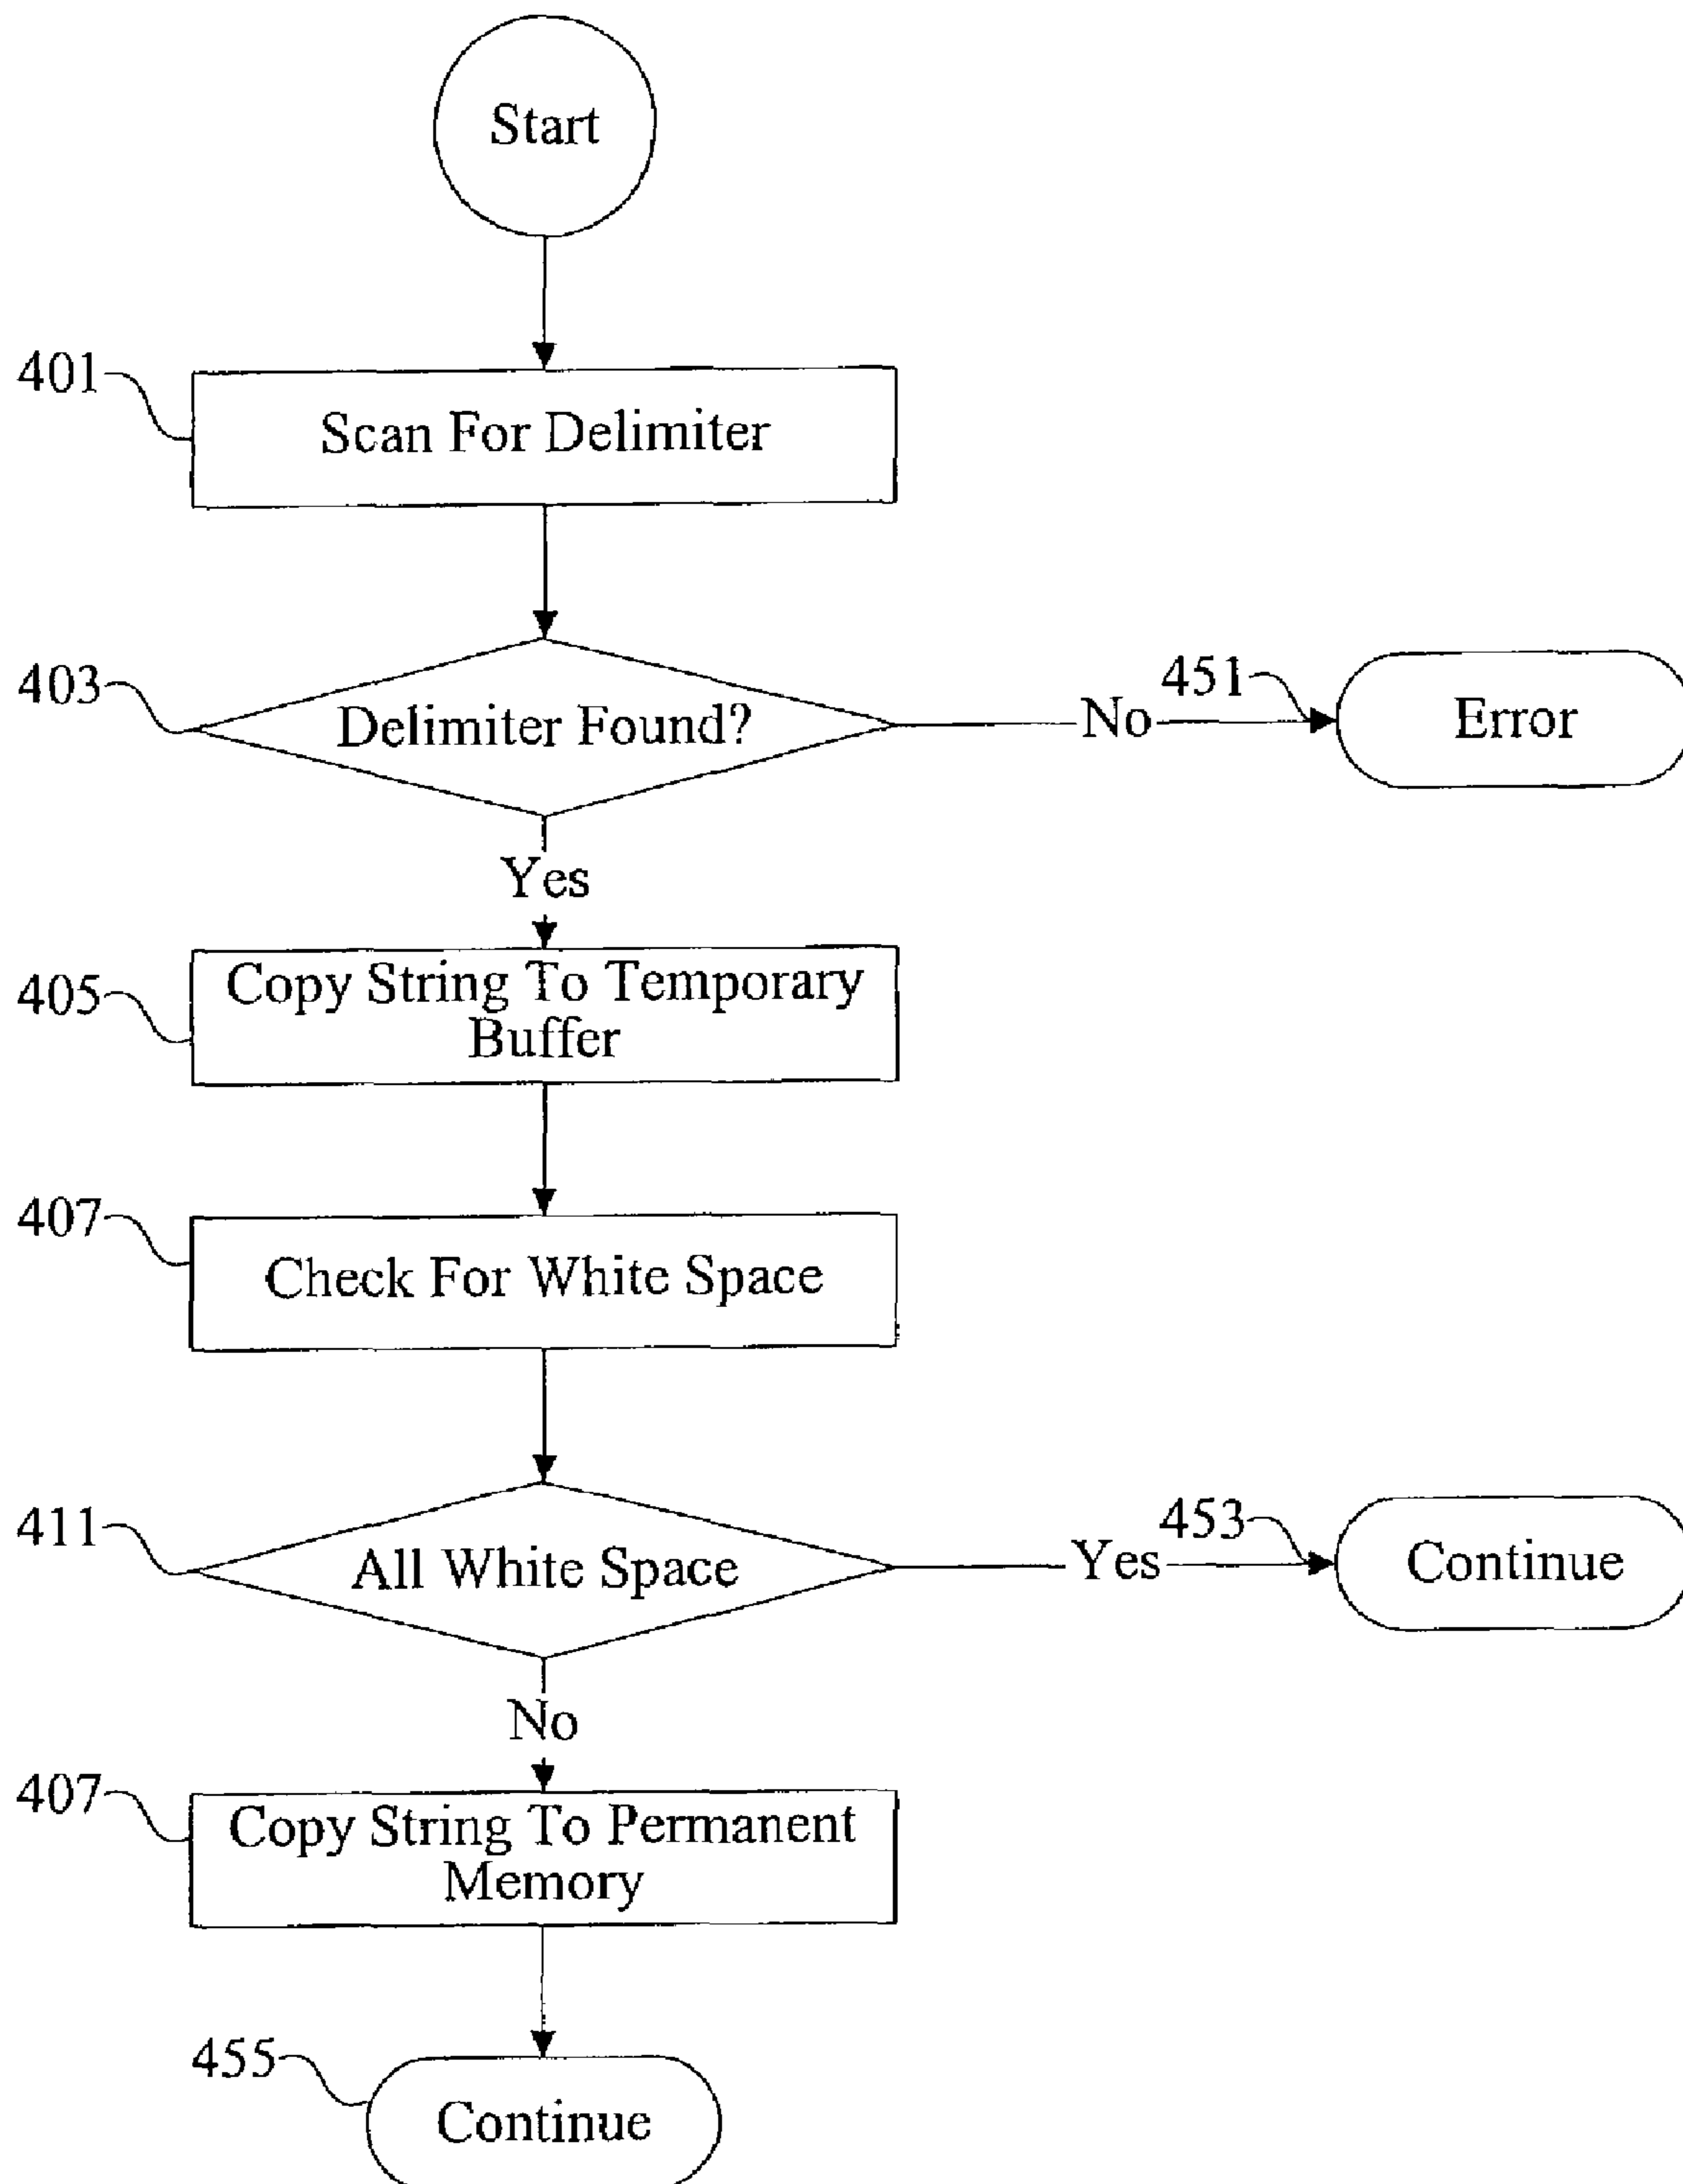 Start
401
Scan For Delimiter
403
Delimiter Found?
No
451
Error
Yes
405
Copy String To Temporary
Buffer
407
Check For White Space
411
All White Space
Yes
453
Continue
No
407
Copy String To Permanent
Memory
455
Continue